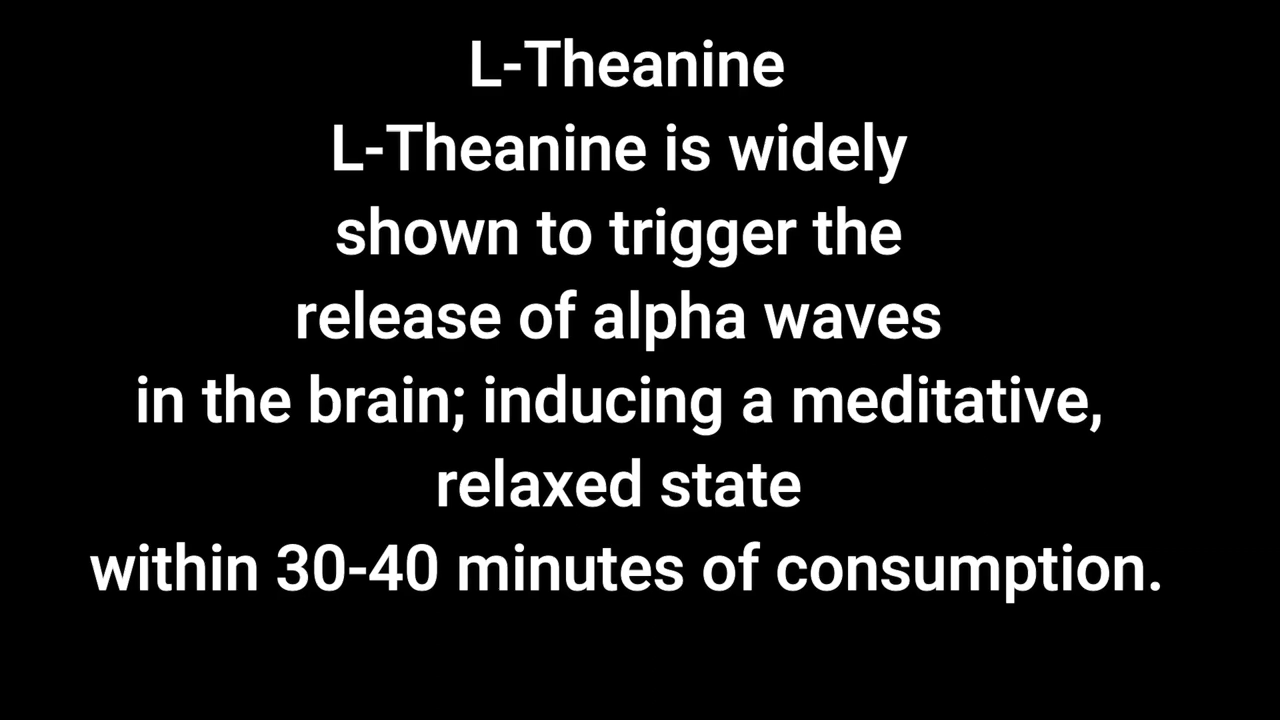 L-Theanine
L-Theanine is widely
shown to trigger the
release of alpha waves
in the brain; inducing a meditative,
relaxed state
within 30-40 minutes of consumption.